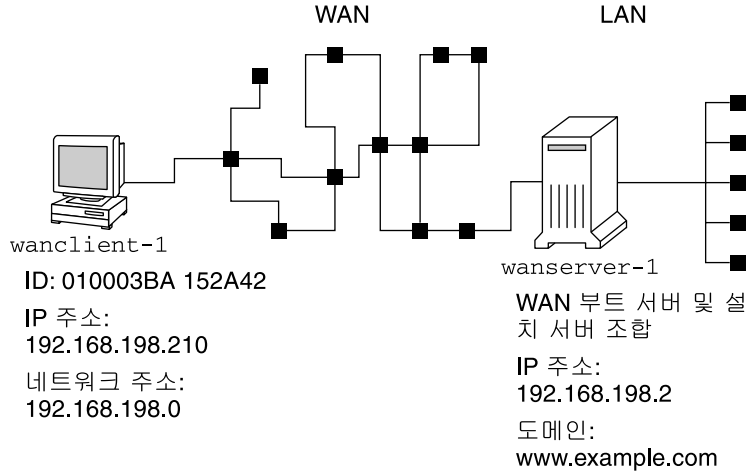 WAN
LAN
wanclient-1
ID: 010003BA 152A42
IP 주소:
192.168.198.210
네트워크 주소:
192.168.198.0
wanserver-1
WAN 부트 서버 및 설
치 서버 조합
IP 주소:
192.168.198.2
도메인:
www.example.com